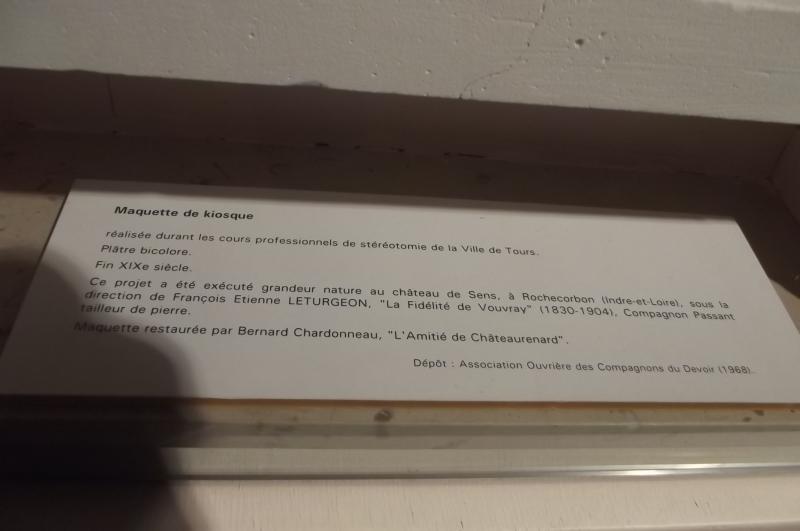 Maquette de kiosque
réalisée durant les cours professionnels de stéréotomie de la Ville de Tours.
Plâtre bicolore.
Fin XIXe siècle.
Ce projet a été exécuté grandeur nature au château de Sens, à Rochecorbon (Indre-et-Loire), sous la
direction de François Etienne LETURGEON, "La Fidélité de Vouvray" (1830-1904), Compagnon Passant
tailleur de pierre.
Maquette restaurée par Bernard Chardonneau, "L'Amitié de Châteaurenard".
Dépôt : Association Ouvrière des Compagnons du Devoir (1968).